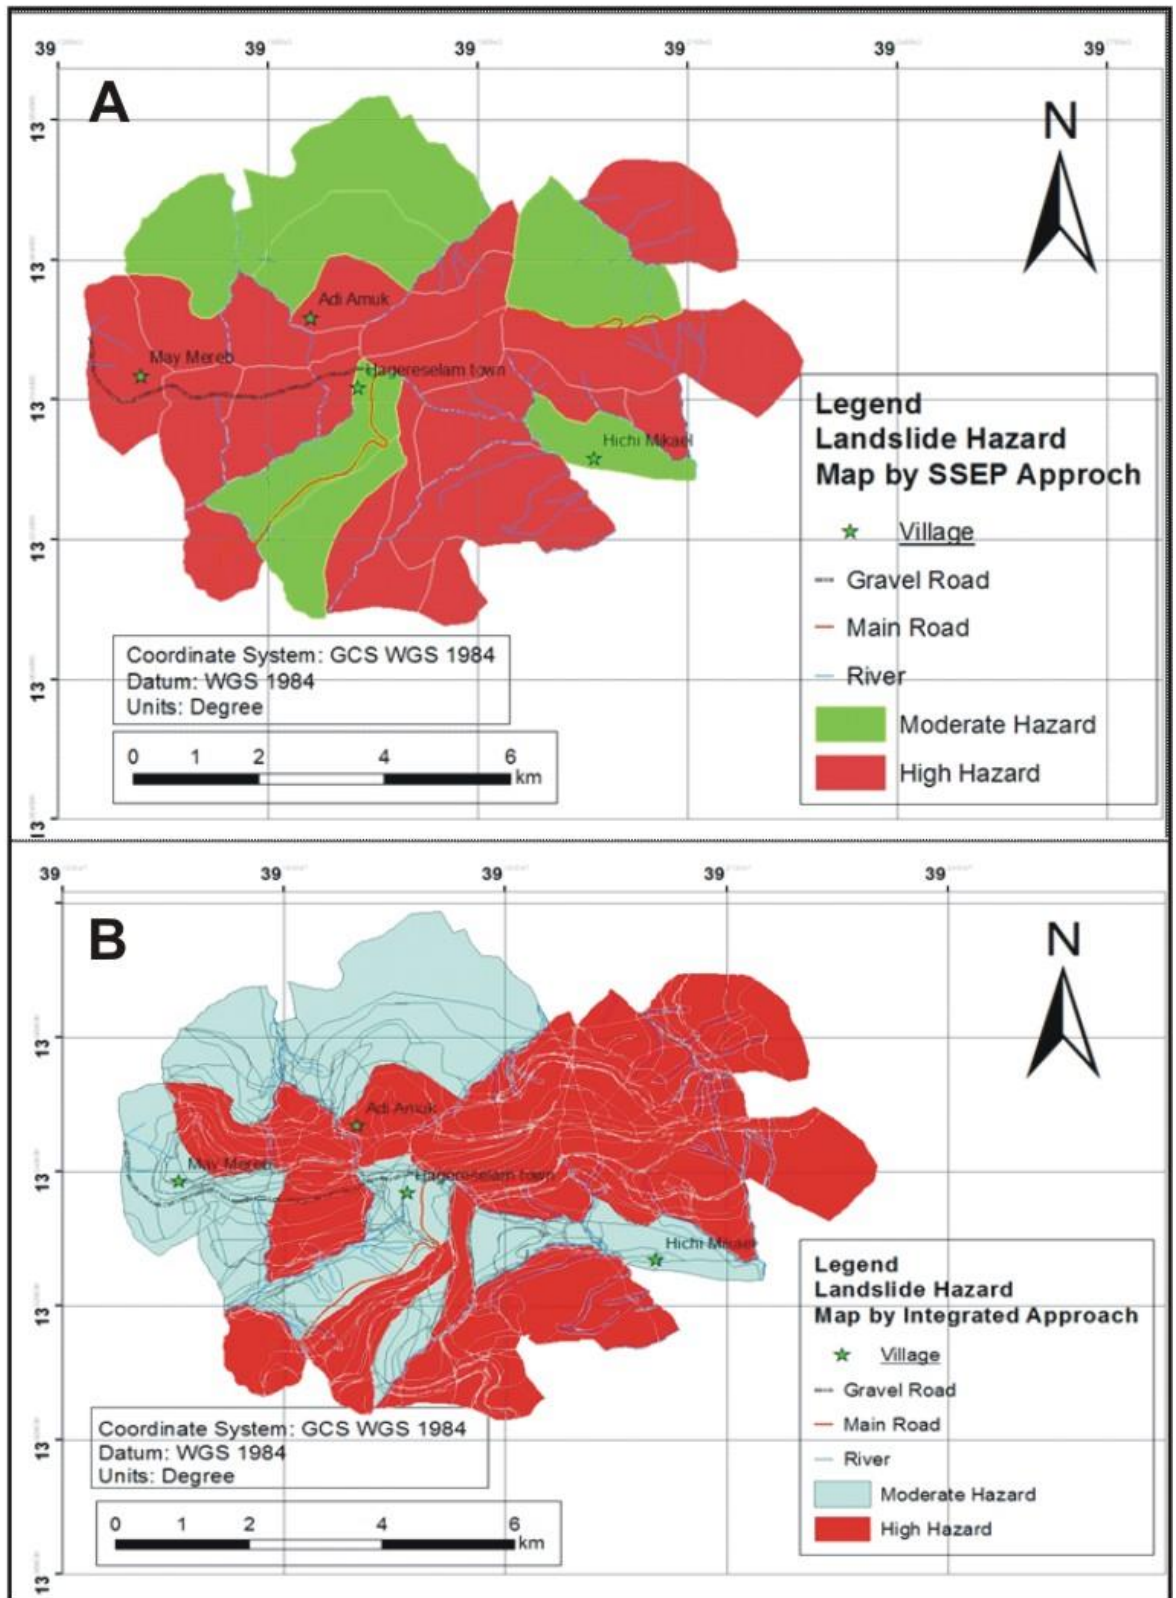 39 39 39 39 39 39
A
N
13
13
13
13
13
13
Adi Amuk
May Mereb
Hagereselam town
Hichi Mikael
Legend
Landslide Hazard
Map by SSEP Approch
Village
Gravel Road
Main Road
River
Moderate Hazard
High Hazard
Coordinate System: GCS WGS 1984
Datum: WGS 1984
Units: Degree
0 1 2 4 6
km
39 39 39 39 39
B
N
13
13
13
13
13
Adi Amuk
May Mereb
Hagereselam town
Hichi Mikael
Legend
Landslide Hazard
Map by Integrated Approach
Village
Gravel Road
Main Road
River
Moderate Hazard
High Hazard
Coordinate System: GCS WGS 1984
Datum: WGS 1984
Units: Degree
0 1 2 4 6
km